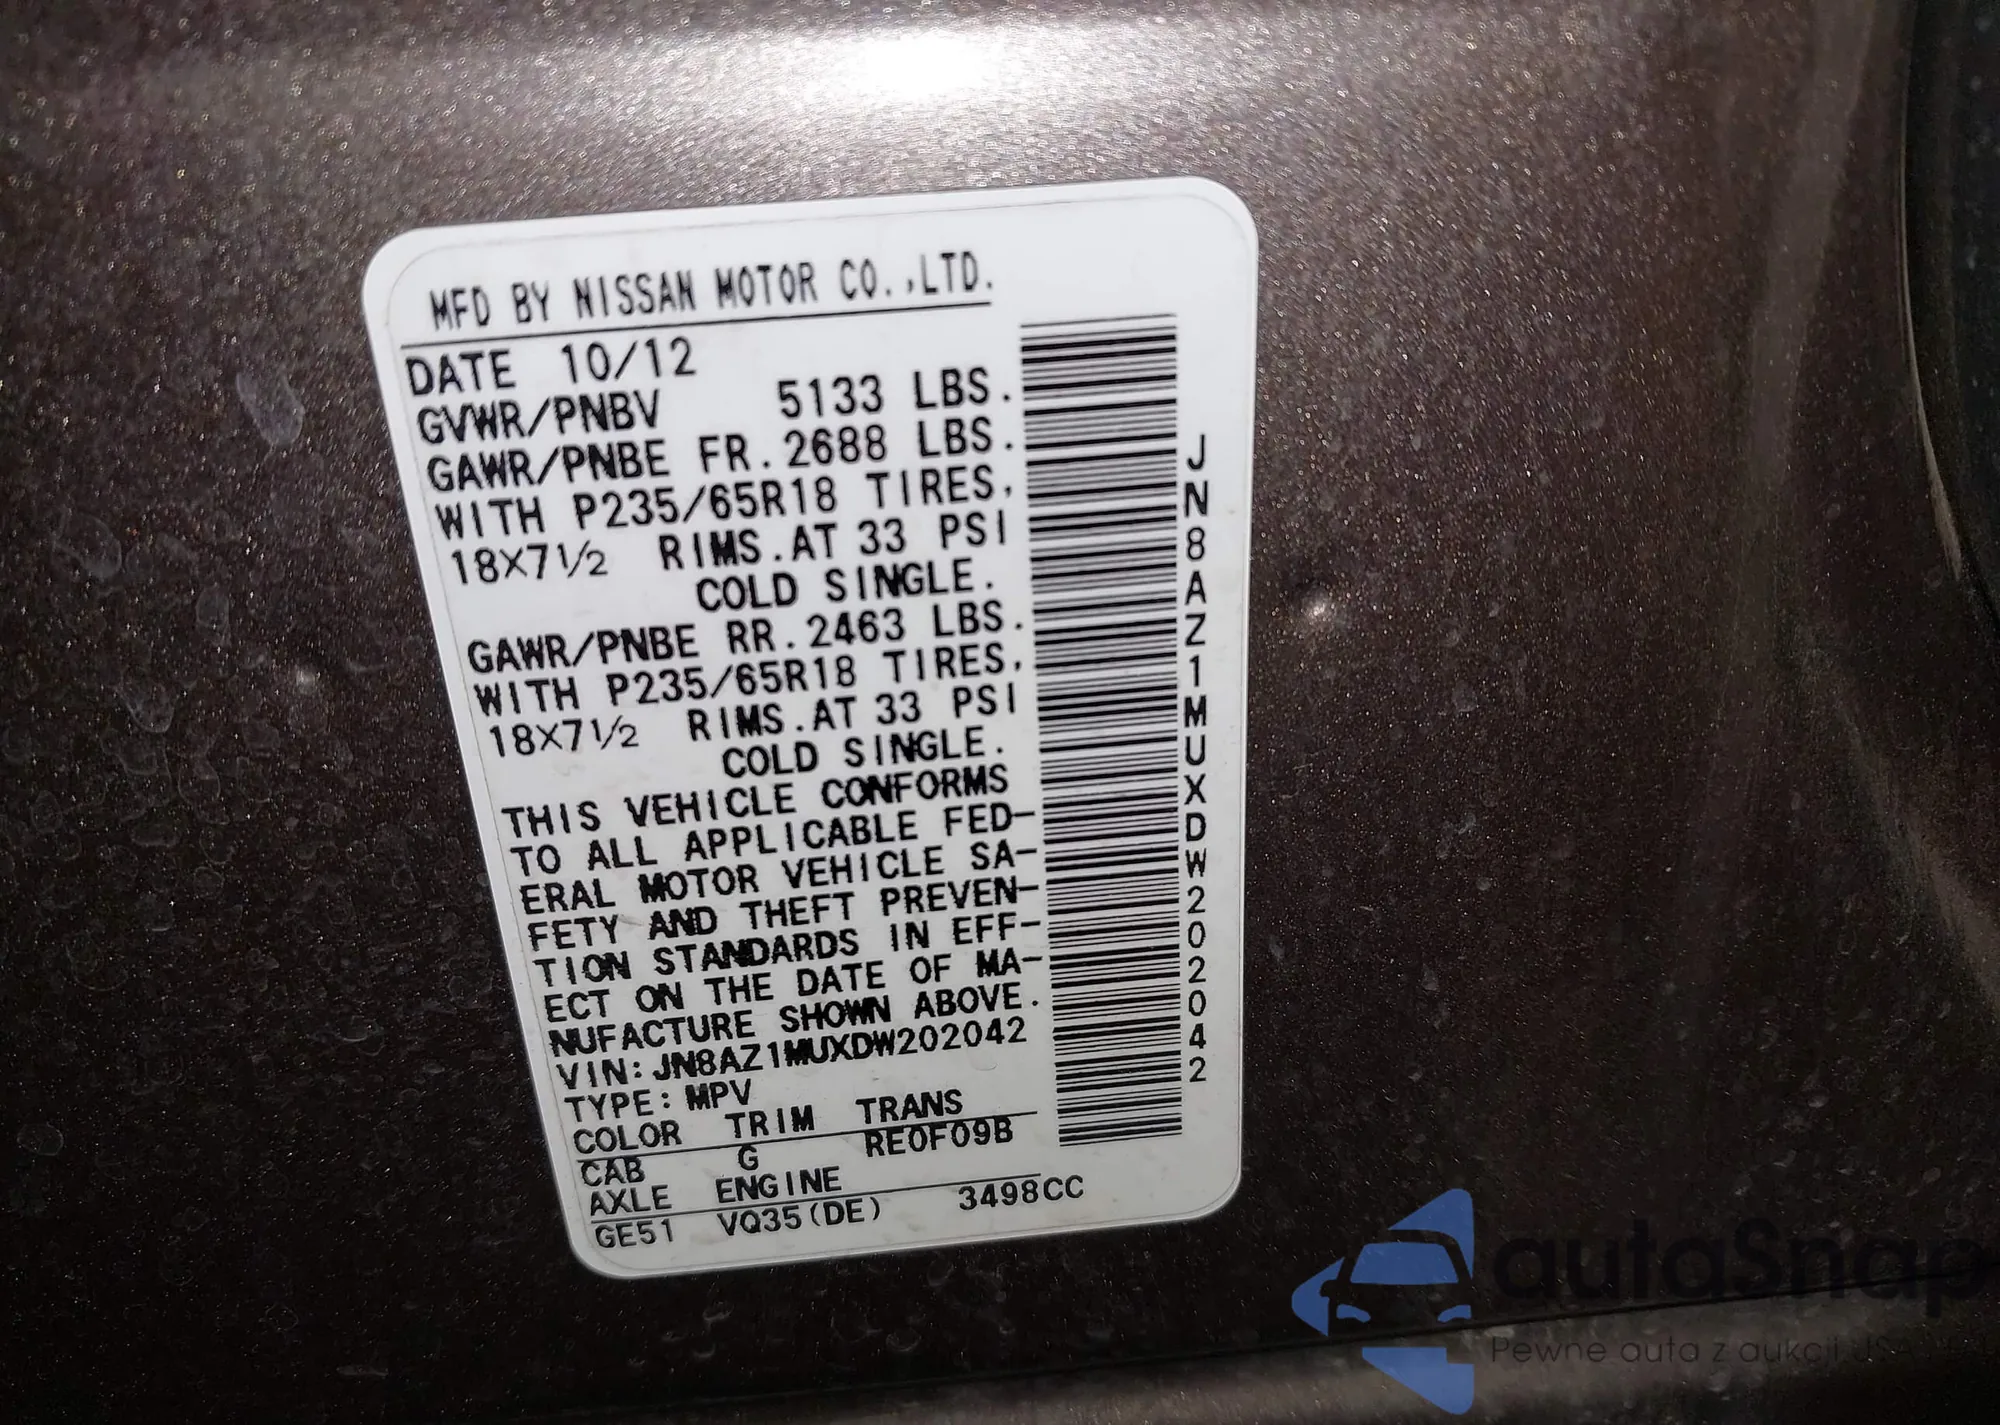 MFD BY NISSAN MOTOR CO.,LTD.
DATE 10/12
GVWR/PNBV 5133 LBS.
GAWR/PNBE FR.2688 LBS.
WITH P235/65R18 TIRES,
18X7½ RIMS.AT 33 PSI
COLD SINGLE.
GAWR/PNBE RR.2463 LBS.
WITH P235/65R18 TIRES,
18X7½ RIMS.AT 33 PSI
COLD SINGLE.
THIS VEHICLE CONFORMS
TO ALL APPLICABLE FED-
ERAL MOTOR VEHICLE SA-
FETY AND THEFT PREVEN-
TION STANDARDS IN EFF-
ECT ON THE DATE OF MA-
NUFACTURE SHOWN ABOVE.
VIN:JN8AZ1MUXDW202042
TYPE:MPV
COLOR TRIM TRANS
CAB G RE0F09B
AXLE ENGINE
GE51 VQ35(DE) 3498CC
JN8AZ1MUXDW202042
autaSnap
Pewne auta z aukcji USA